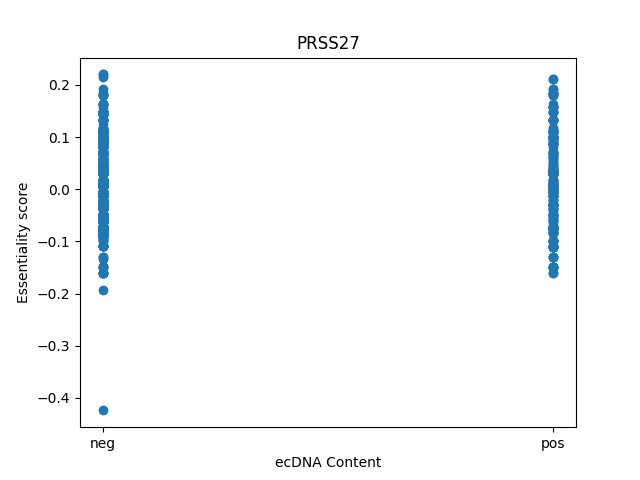 PRSS27
Essentiality score
0.2
0.1
0.0
−0.1
−0.2
−0.3
−0.4
neg
pos
ecDNA Content